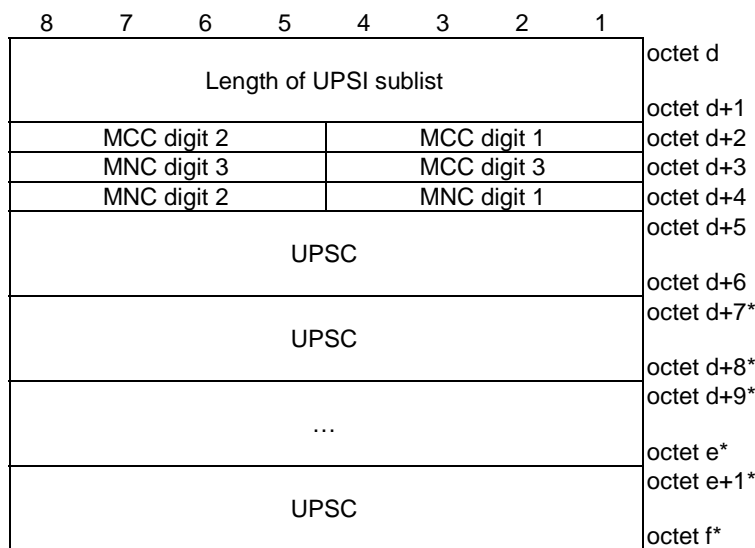 8 7 6 5 4 3 2 1
octet d
Length of UPSI sublist
octet d+1
MCC digit 2 MCC digit 1 octet d+2
MNC digit 3 MCC digit 3 octet d+3
MNC digit 2 MNC digit 1 octet d+4
octet d+5
UPSC
octet d+6
octet d+7*
UPSC
octet d+8*
octet d+9*
…
octet e*
octet e+1*
UPSC
octet f*